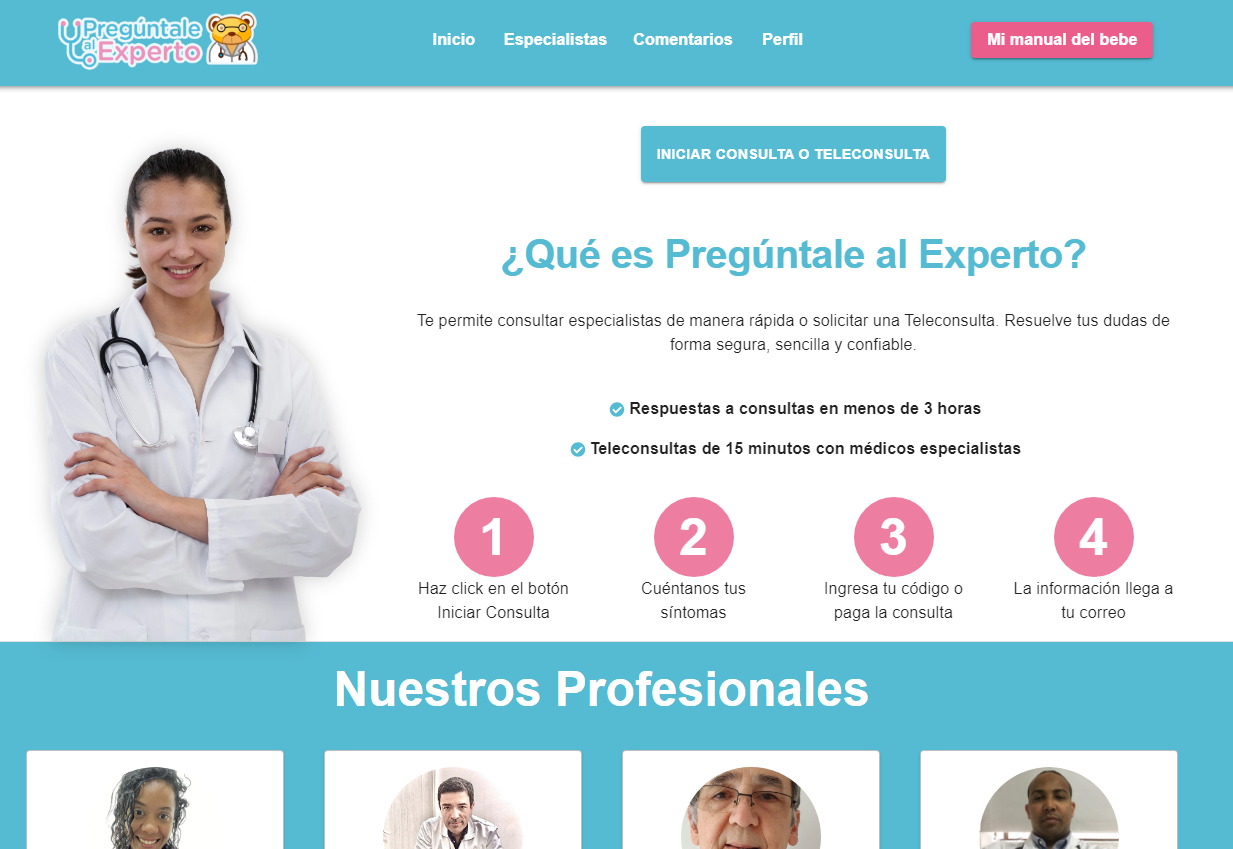 Pregúntale
al Experto
Inicio
Especialistas
Comentarios
Perfil
Mi manual del bebe
INICIAR CONSULTA O TELECONSULTA
¿Qué es Pregúntale al Experto?
Te permite consultar especialistas de manera rápida o solicitar una Teleconsulta. Resuelve tus dudas de
forma segura, sencilla y confiable.
Respuestas a consultas en menos de 3 horas
Teleconsultas de 15 minutos con médicos especialistas
1
Haz click en el botón
Iniciar Consulta
2
Cuéntanos tus
síntomas
3
Ingresa tu código o
paga la consulta
4
La información llega a
tu correo
Nuestros Profesionales